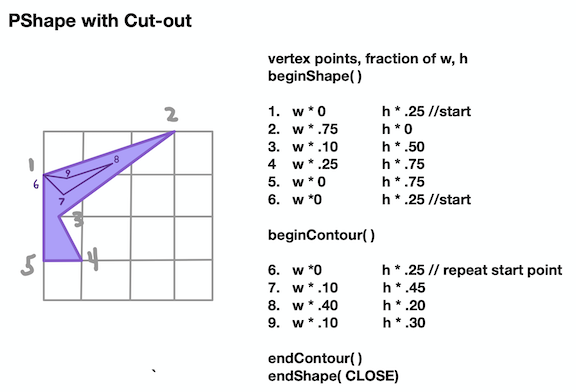 PShape with Cut-out
vertex points, fraction of w, h
beginShape( )
1. w * 0 h * .25 //start
2. w * .75 h * 0
3. w * .10 h * .50
4 w * .25 h * .75
5. w * 0 h * .75
6. w *0 h * .25 //start
beginContour( )
6. w *0 h * .25 // repeat start point
7. w * .10 h * .45
8. w * .40 h * .20
9. w * .10 h * .30
endContour( )
endShape( CLOSE)
2
1
8
9
6
7
3
5
4